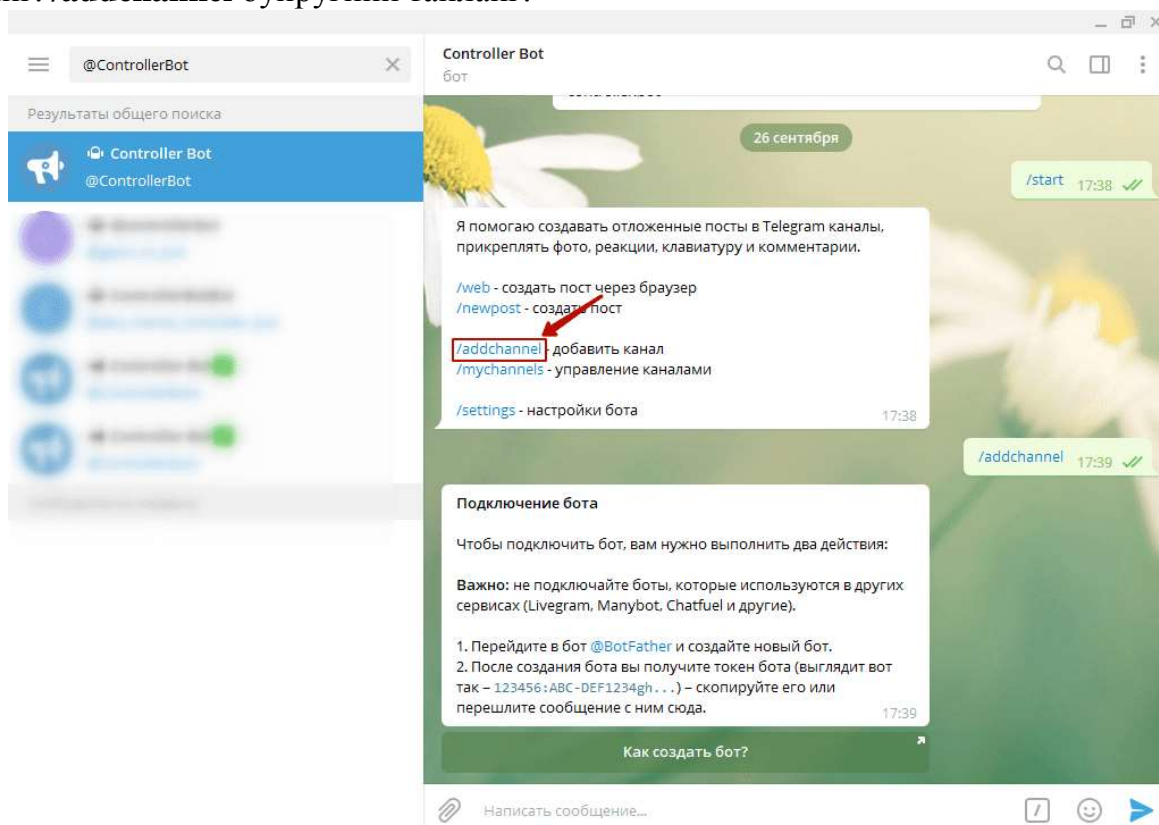 /addchannel буйруғини танланг.
@ControllerBot
Результаты общего поиска
Controller Bot
@ControllerBot
Controller Bot
бот
26 сентября
/start 17:38
Я помогаю создавать отложенные посты в Telegram каналы,
прикреплять фото, реакции, клавиатуру и комментарии.
/web - создать пост через браузер
/newpost - создать пост
/addchannel - добавить канал
/mychannels - управление каналами
/settings - настройки бота
17:38
/addchannel 17:39
Подключение бота
Чтобы подключить бот, вам нужно выполнить два действия:
Важно: не подключайте боты, которые используются в других
сервисах (Livegram, Manybot, Chatfuel и другие).
1. Перейдите в бот @BotFather и создайте новый бот.
2. После создания бота вы получите токен бота (выглядит вот
так – 123456:ABC-DEF1234gh...) – скопируйте его или
перешлите сообщение с ним сюда.
17:39
Как создать бот?
Написать сообщение...